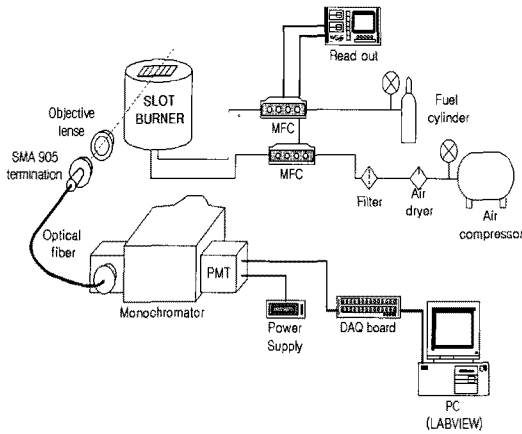 Read out
SLOT
BURNER
Objective
lense
MFC
Fuel
cylinder
SMA 905
termination
MFC
Filter
Air
dryer
Air
compressor
Optical
fiber
PMT
Monochromator
Power
Supply
DAQ board
PC
(LABVIEW)